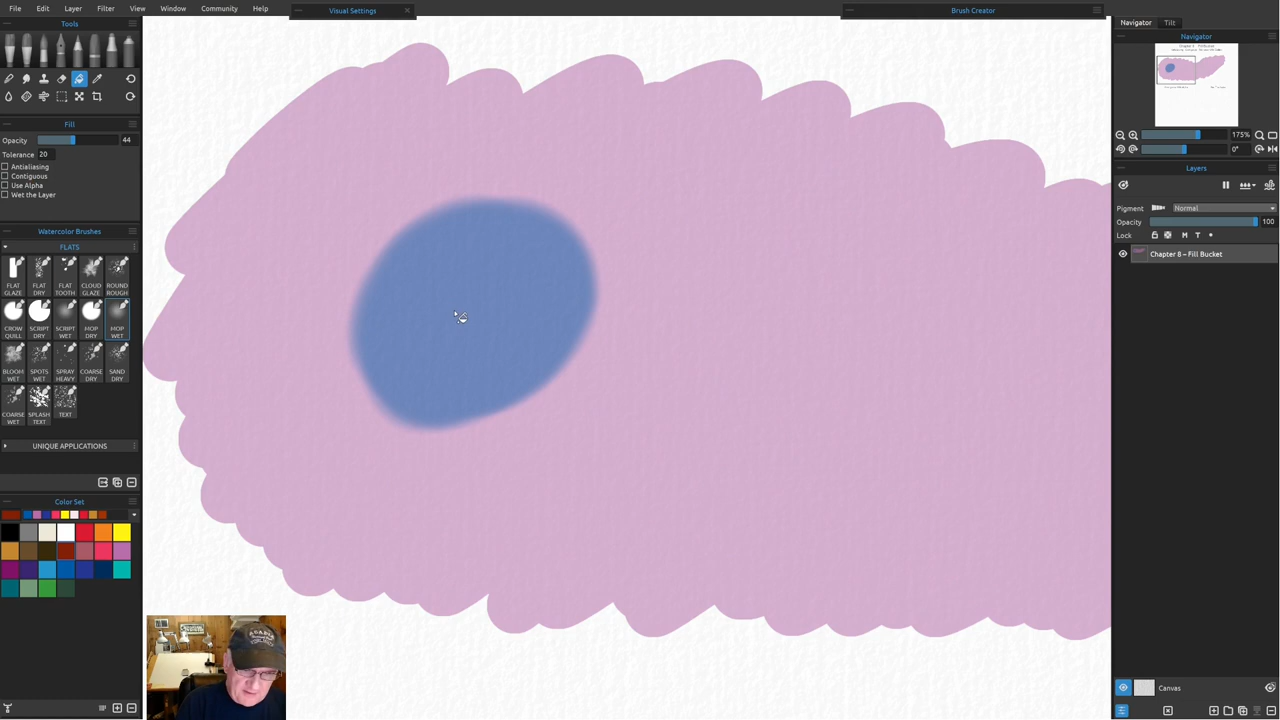 File Edit Layer Filter View Window Community Help
Visual Settings
Brush Creator
Tools
Fill
Opacity 44
Tolerance 20
Antialiasing
Contiguous
Use Alpha
Wet the Layer
Watercolor Brushes
FLATS
FLAT GLAZE
FLAT DRY
FLAT TOOTH
CLOUD GLAZE
ROUND ROUGH
CROW QUILL
SCRIPT DRY
SCRIPT WET
MOP DRY
MOP WET
BLOOM WET
SPOTS WET
SPRAY HEAVY
COARSE DRY
SAND DRY
COARSE WET
SPLASH TEXT
TEXT
UNIQUE APPLICATIONS
Color Set
Navigator Tilt
Navigator
175%
0°
Layers
Pigment Normal
Opacity 100
Lock M T
Chapter 8 – Fill Bucket
Canvas